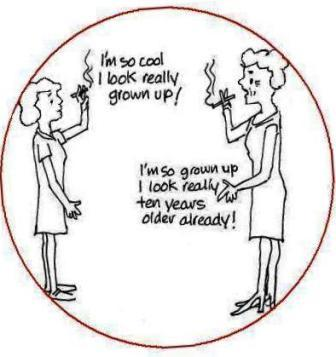 I'm so cool
I look really
grown up!
I'm so grown up
I look really
ten years
older already!